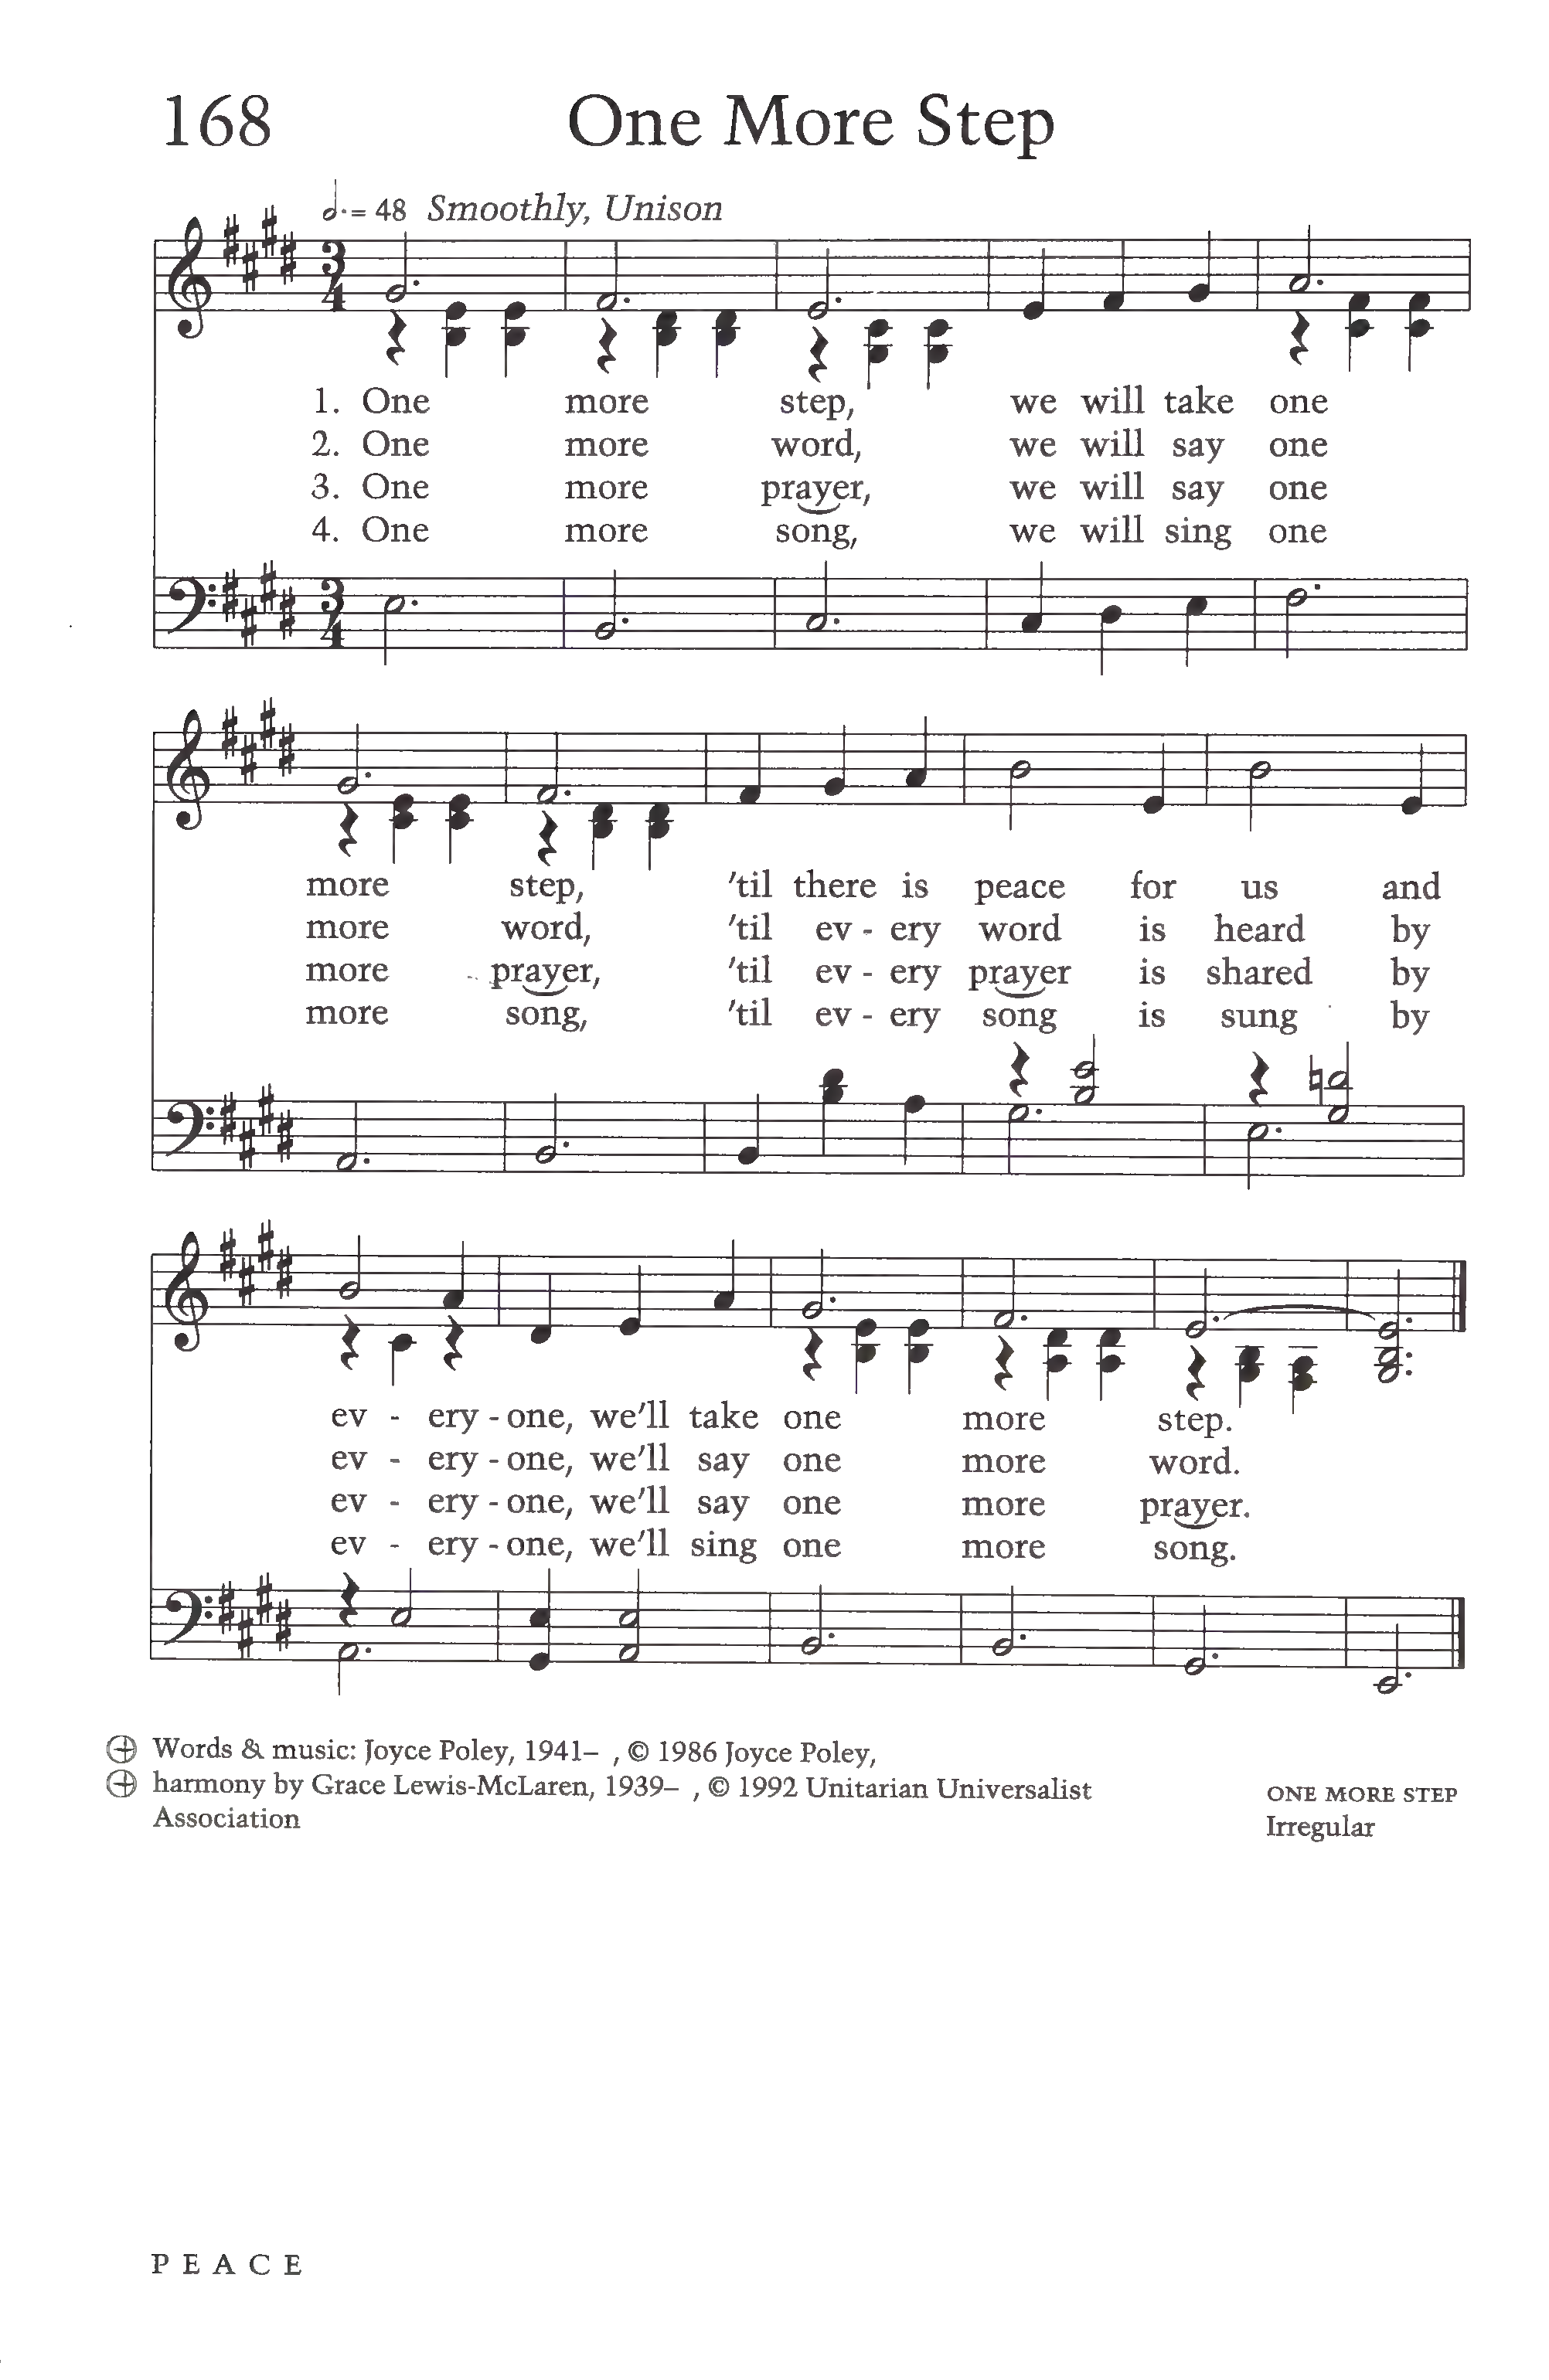 168 One More Step
= 48 Smoothly, Unison
3 4
1. One more step, we will take one
2. One more word, we will say one
3. One more prayer, we will say one
4. One more song, we will sing one
3 4
more step, ’til there is peace for us and
more word, ’til ev - ery word is heard by
more prayer, ’til ev - ery prayer is shared by
more song, ’til ev - ery song is sung by
ev - ery - one, we’ll take one more step.
ev - ery - one, we’ll say one more word.
ev - ery - one, we’ll say one more prayer.
ev - ery - one, we’ll sing one more song.
Words & music: Joyce Poley, 1941– , © 1986 Joyce Poley,
harmony by Grace Lewis-McLaren, 1939– , © 1992 Unitarian Universalist
Association
ONE MORE STEP
Irregular
PEACE